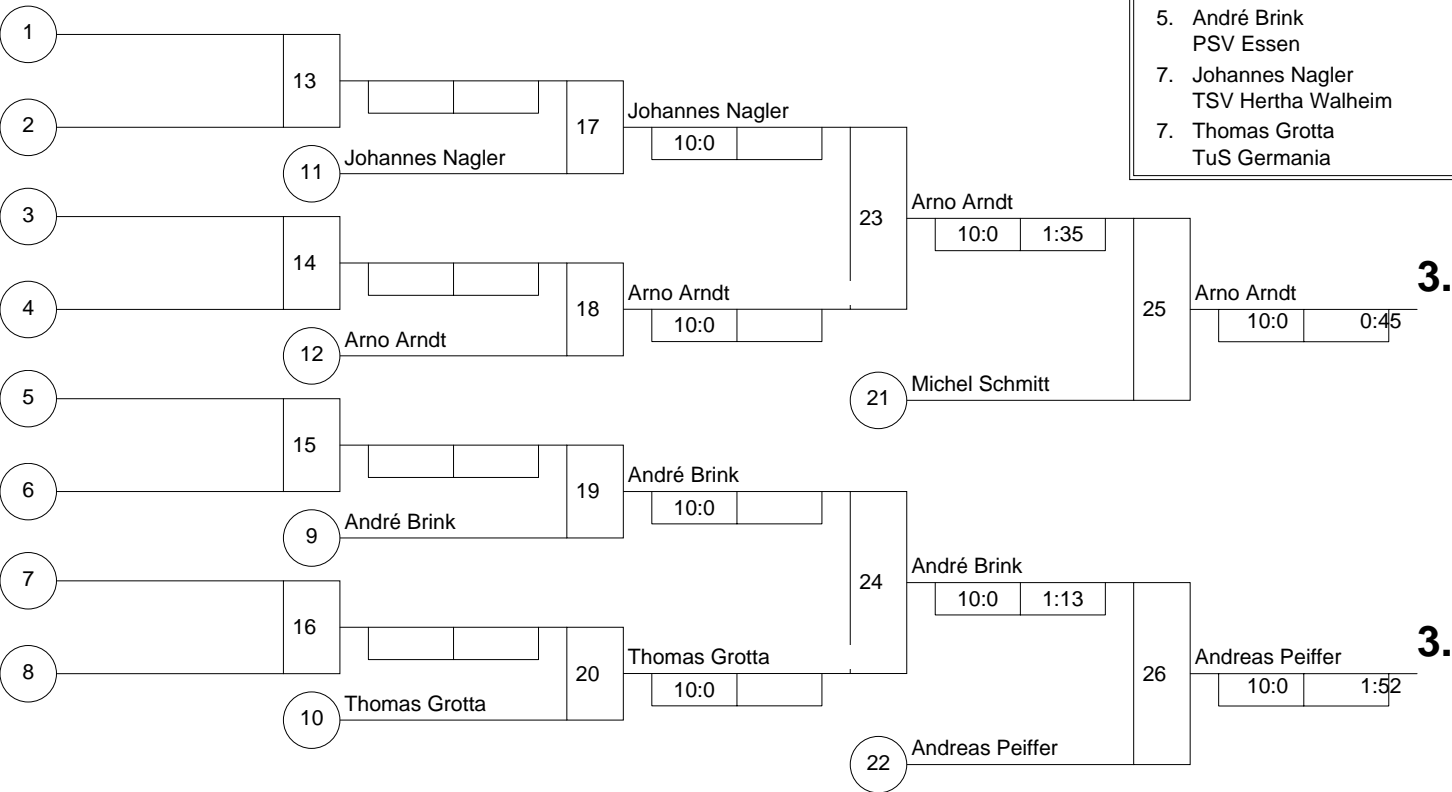 5. André Brink
PSV Essen
7. Johannes Nagler
TSV Hertha Walheim
7. Thomas Grotta
TuS Germania
1
13
2
17
Johannes Nagler
10:0
11
Johannes Nagler
3
23
Arno Arndt
10:0 1:35
14
4
18
Arno Arndt
10:0
12
Arno Arndt
25
Arno Arndt
10:0 0:45
3.
21
Michel Schmitt
5
15
6
19
André Brink
10:0
9
André Brink
7
24
André Brink
10:0 1:13
16
8
20
Thomas Grotta
10:0
10
Thomas Grotta
26
Andreas Peiffer
10:0 1:52
3.
22
Andreas Peiffer